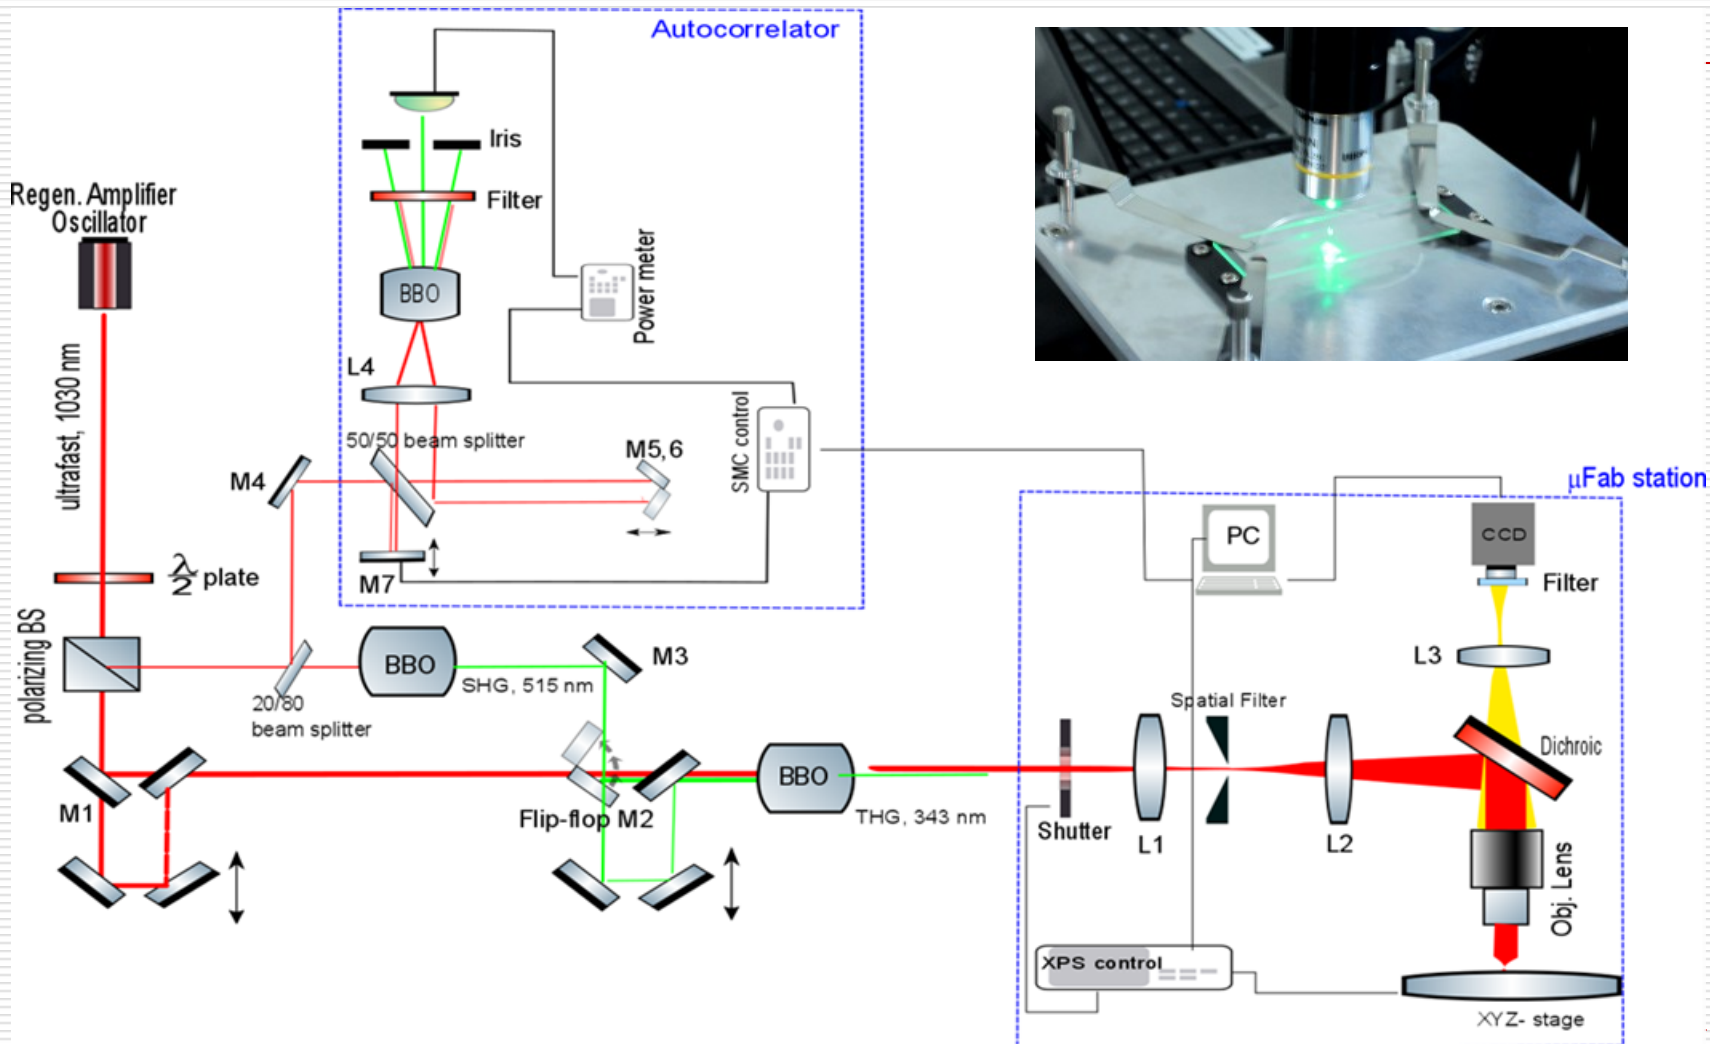 Autocorrelator
Iris
Filter
Regen. Amplifier
Oscillator
BBO
Power meter
ultrafast, 1030 nm
L4
50/50 beam splitter
M5,6
M4
SMC control
μFab station
PC
CCD
Filter
λ/2 plate
M7
polarizing BS
BBO
SHG, 515 nm
M3
L3
20/80
beam splitter
Spatial Filter
Dichroic
BBO
M1
Flip-flop M2
THG, 343 nm
Shutter
L1
L2
Obj. Lens
XPS control
XYZ- stage